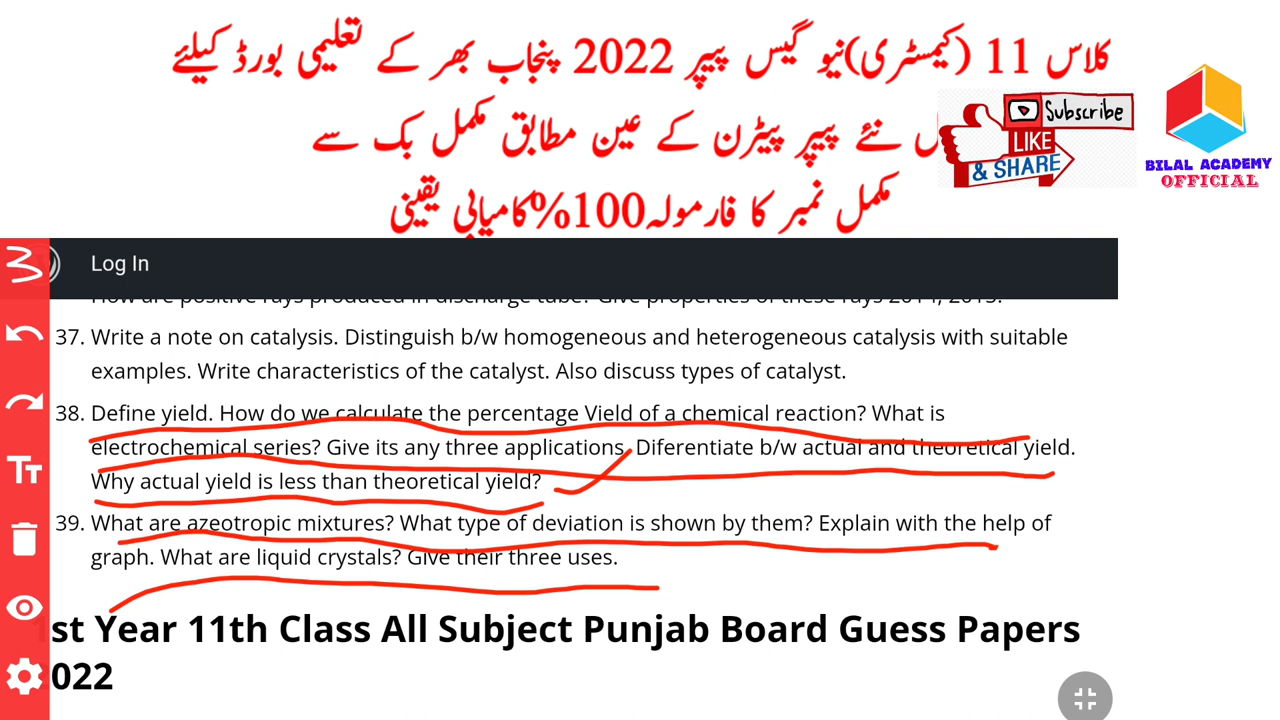 کلاس 11 (کیمسٹری)نیو گیس پیپر 2022 پنجاب بھر کے تعلیمی بورڈ کیلئے
نئے پیپر پیٹرن کے عین مطابق مکمل بک سے
مکمل نمبر کا فارمولہ100%کامیابی یقینی
Subscribe
LIKE
& SHARE
BILAL ACADEMY
OFFICIAL
Log In
How are positive rays produced in discharge tube? Give properties of these rays 2014, 2015.
37. Write a note on catalysis. Distinguish b/w homogeneous and heterogeneous catalysis with suitable
examples. Write characteristics of the catalyst. Also discuss types of catalyst.
38. Define yield. How do we calculate the percentage Vield of a chemical reaction? What is
electrochemical series? Give its any three applications. Diferentiate b/w actual and theoretical yield.
Why actual yield is less than theoretical yield?
39. What are azeotropic mixtures? What type of deviation is shown by them? Explain with the help of
graph. What are liquid crystals? Give their three uses.
1st Year 11th Class All Subject Punjab Board Guess Papers
2022